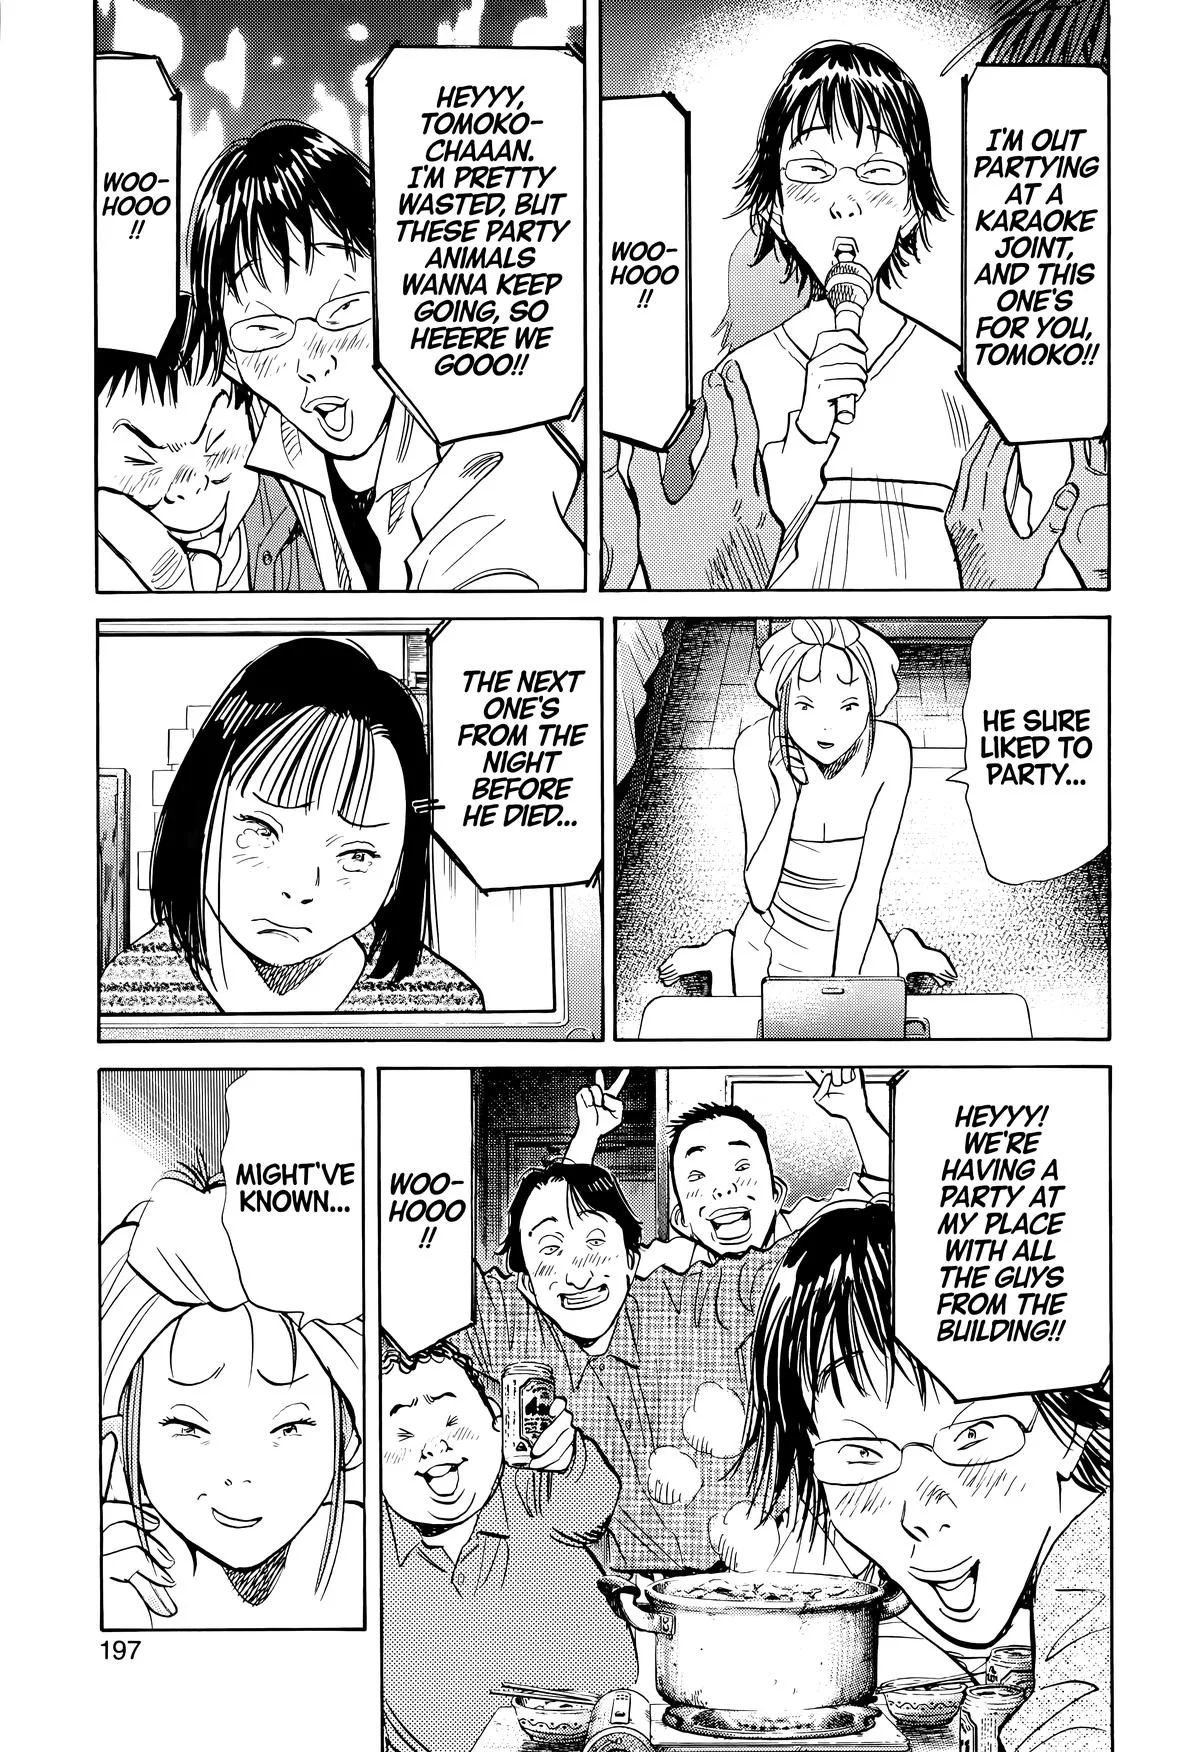 I'M OUT
PARTYING
AT A
KARAOKE
JOINT,
AND THIS
ONE'S
FOR YOU,
TOMOKO!!
WOO-
HOOO
!!
HEYYY,
TOMOKO-
CHAAAN.
I'M PRETTY
WASTED, BUT
THESE PARTY
ANIMALS
WANNA KEEP
GOING, SO
HEEERE WE
GOOO!!
WOO-
HOOO
!!
HE SURE
LIKED TO
PARTY...
THE NEXT
ONE'S
FROM THE
NIGHT
BEFORE
HE DIED...
HEYYY!
WE'RE
HAVING A
PARTY AT
MY PLACE
WITH ALL
THE GUYS
FROM THE
BUILDING!!
WOO-
HOOO
!!
MIGHT'VE
KNOWN...
197